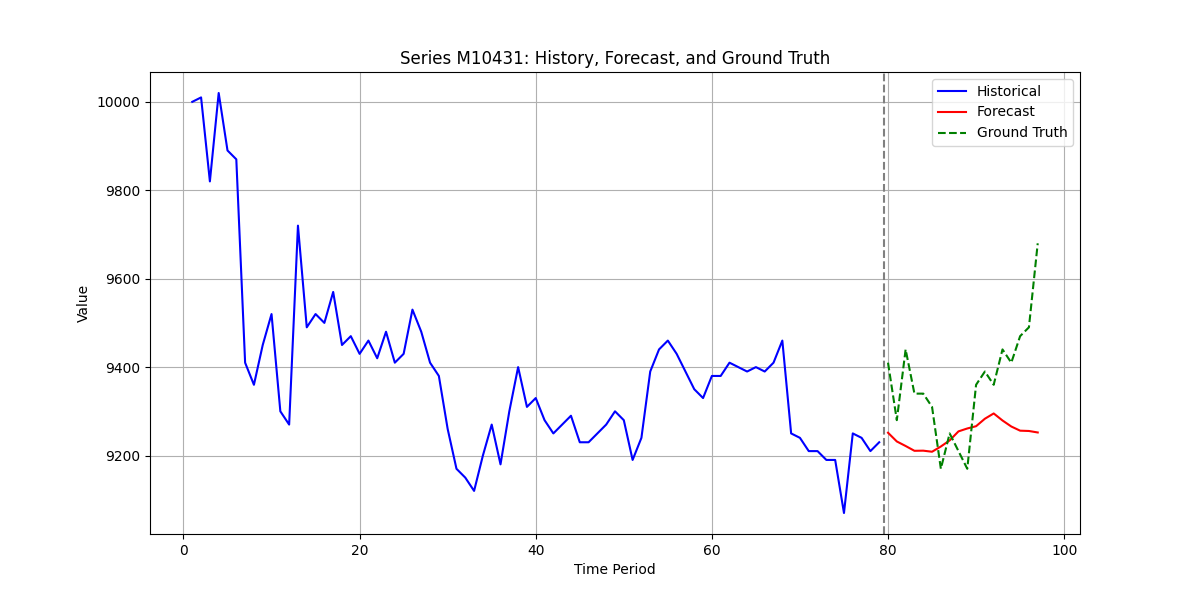 Series M10431: History, Forecast, and Ground Truth
Historical
Forecast
Ground Truth
10000
9800
9600
9400
9200
Value
0 20 40 60 80 100
Time Period